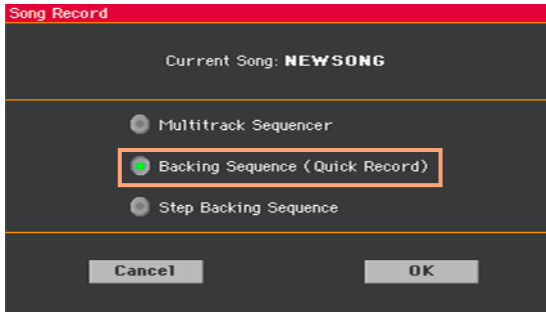 Song Record
Current Song: NEWSONG
Multitrack Sequencer
Backing Sequence (Quick Record)
Step Backing Sequence
Cancel OK